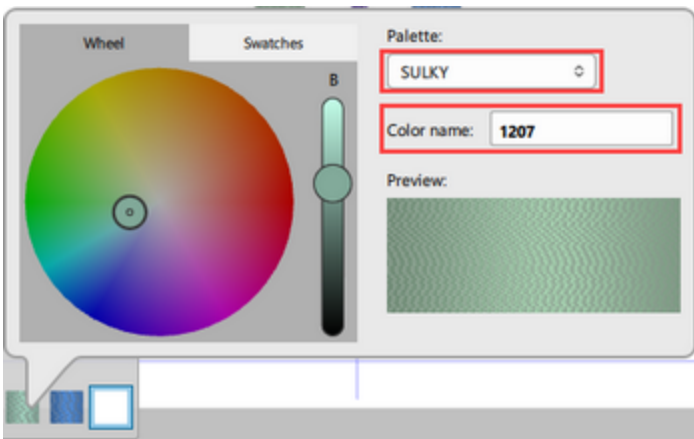 Wheel
Swatches
B
Palette:
SULKY
Color name: 1207
Preview: